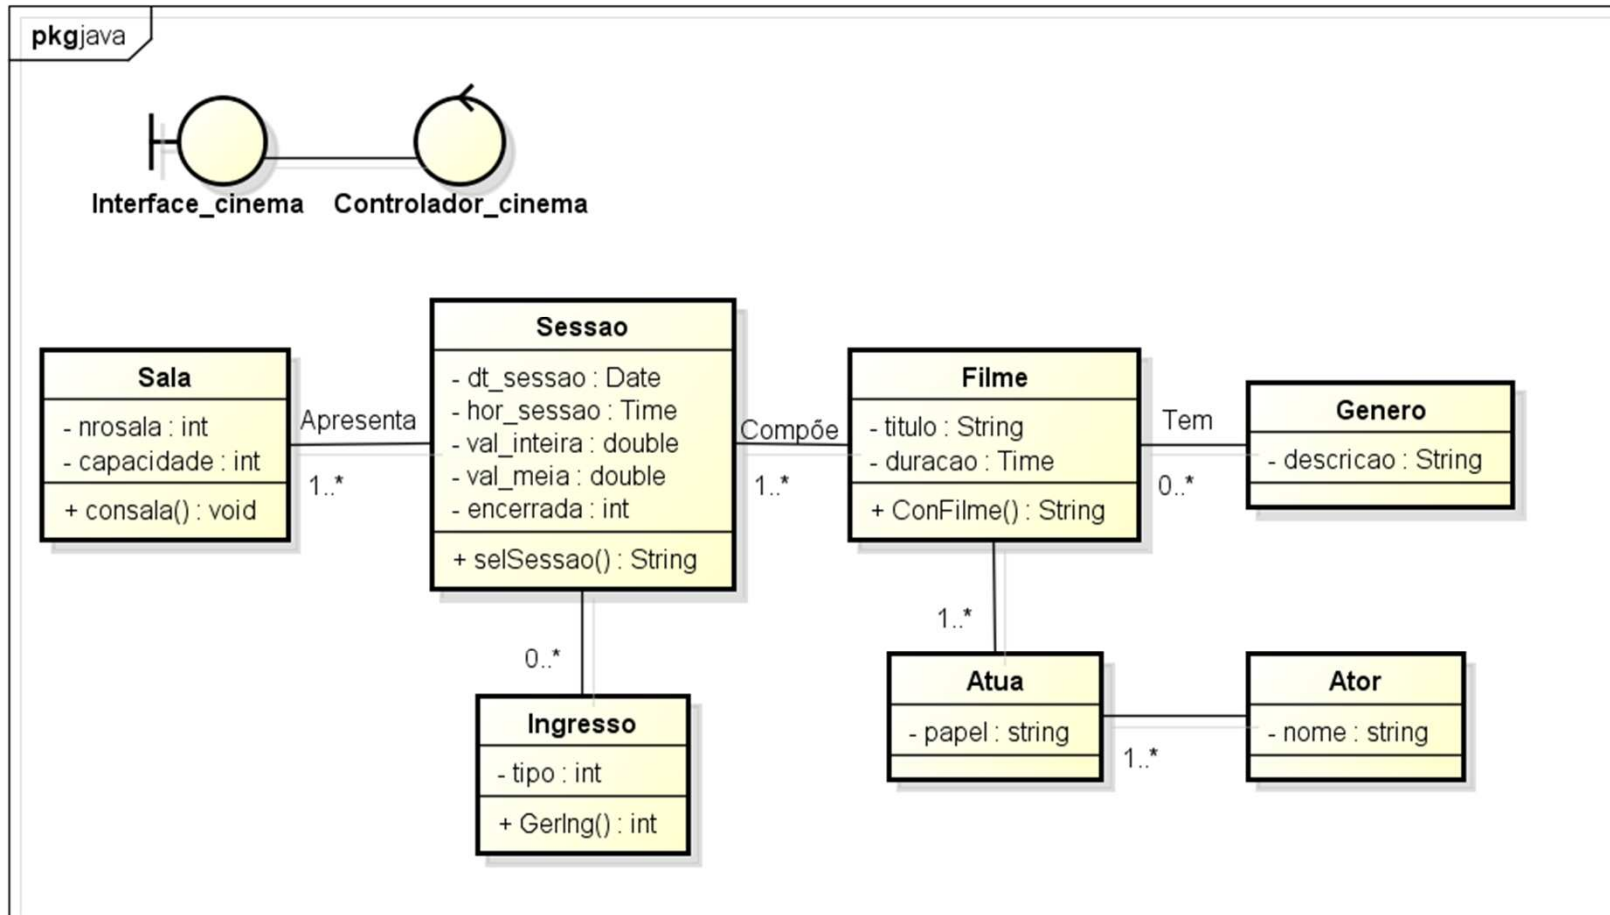 pkgjava
Interface_cinema
Controlador_cinema
Sala
- nrosala : int
- capacidade : int
+ consala() : void
Apresenta
1..*
Sessao
- dt_sessao : Date
- hor_sessao : Time
- val_inteira : double
- val_meia : double
- encerrada : int
+ selSessao() : String
Compõe
1..*
Filme
- titulo : String
- duracao : Time
+ ConFilme() : String
Tem
0..*
Genero
- descricao : String
0..*
Ingresso
- tipo : int
+ GerIng() : int
1..*
Atua
- papel : string
1..*
Ator
- nome : string